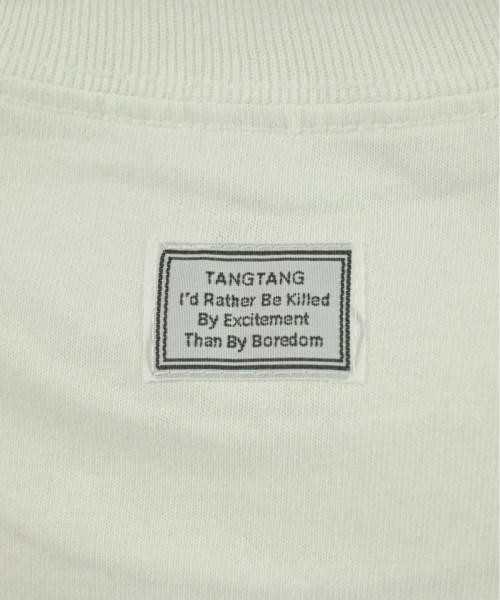 TANGTANG
I'd Rather Be Killed
By Excitement
Than By Boredom